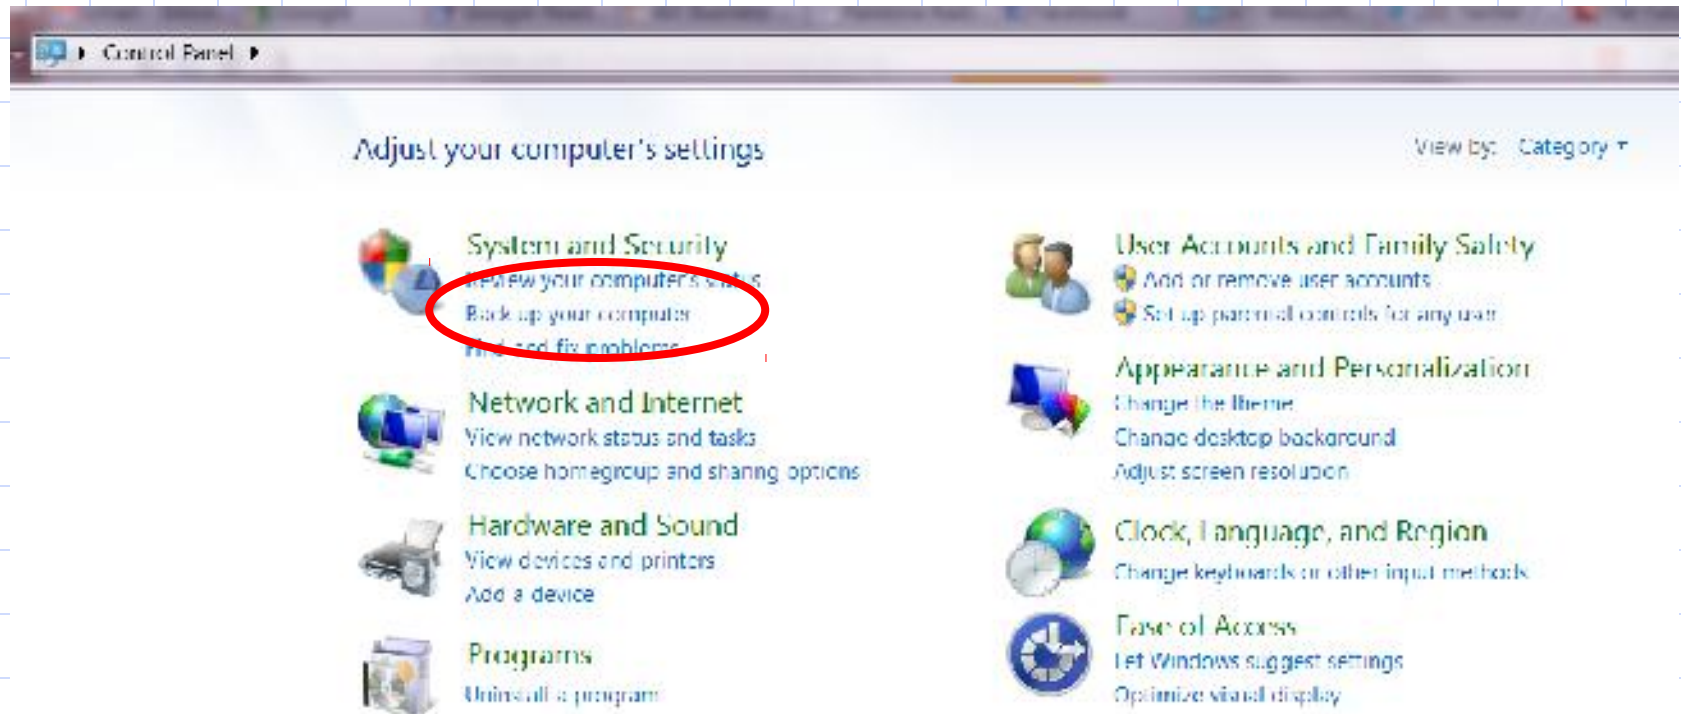 Control Panel
Adjust your computer's settings
View by: Category
System and Security
Review your computer's status
Back up your computer
Find and fix problems
Network and Internet
View network status and tasks
Choose homegroup and sharing options
Hardware and Sound
View devices and printers
Add a device
Programs
Uninstall a program
User Accounts and Family Safety
Add or remove user accounts
Set up parental controls for any user
Appearance and Personalization
Change the theme
Change desktop background
Adjust screen resolution
Clock, Language, and Region
Change keyboards or other input methods
Ease of Access
Let Windows suggest settings
Optimize visual display